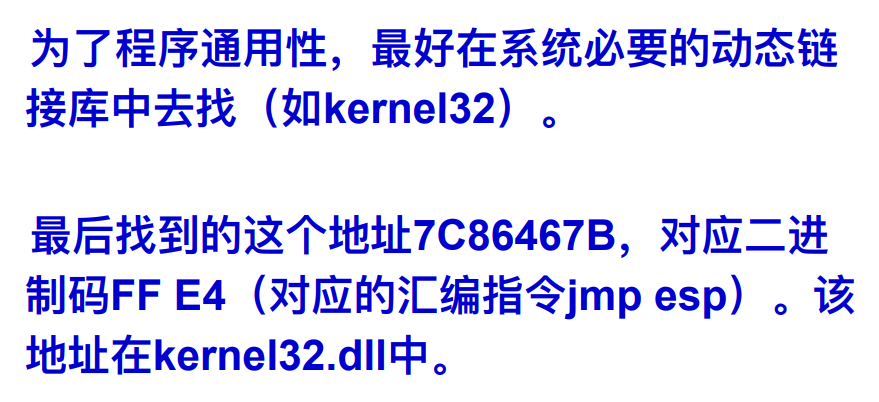 为了程序通用性，最好在系统必要的动态链
接库中去找（如kernel32）。
最后找到的这个地址7C86467B，对应二进
制码FF E4（对应的汇编指令jmp esp）。该
地址在kernel32.dll中。